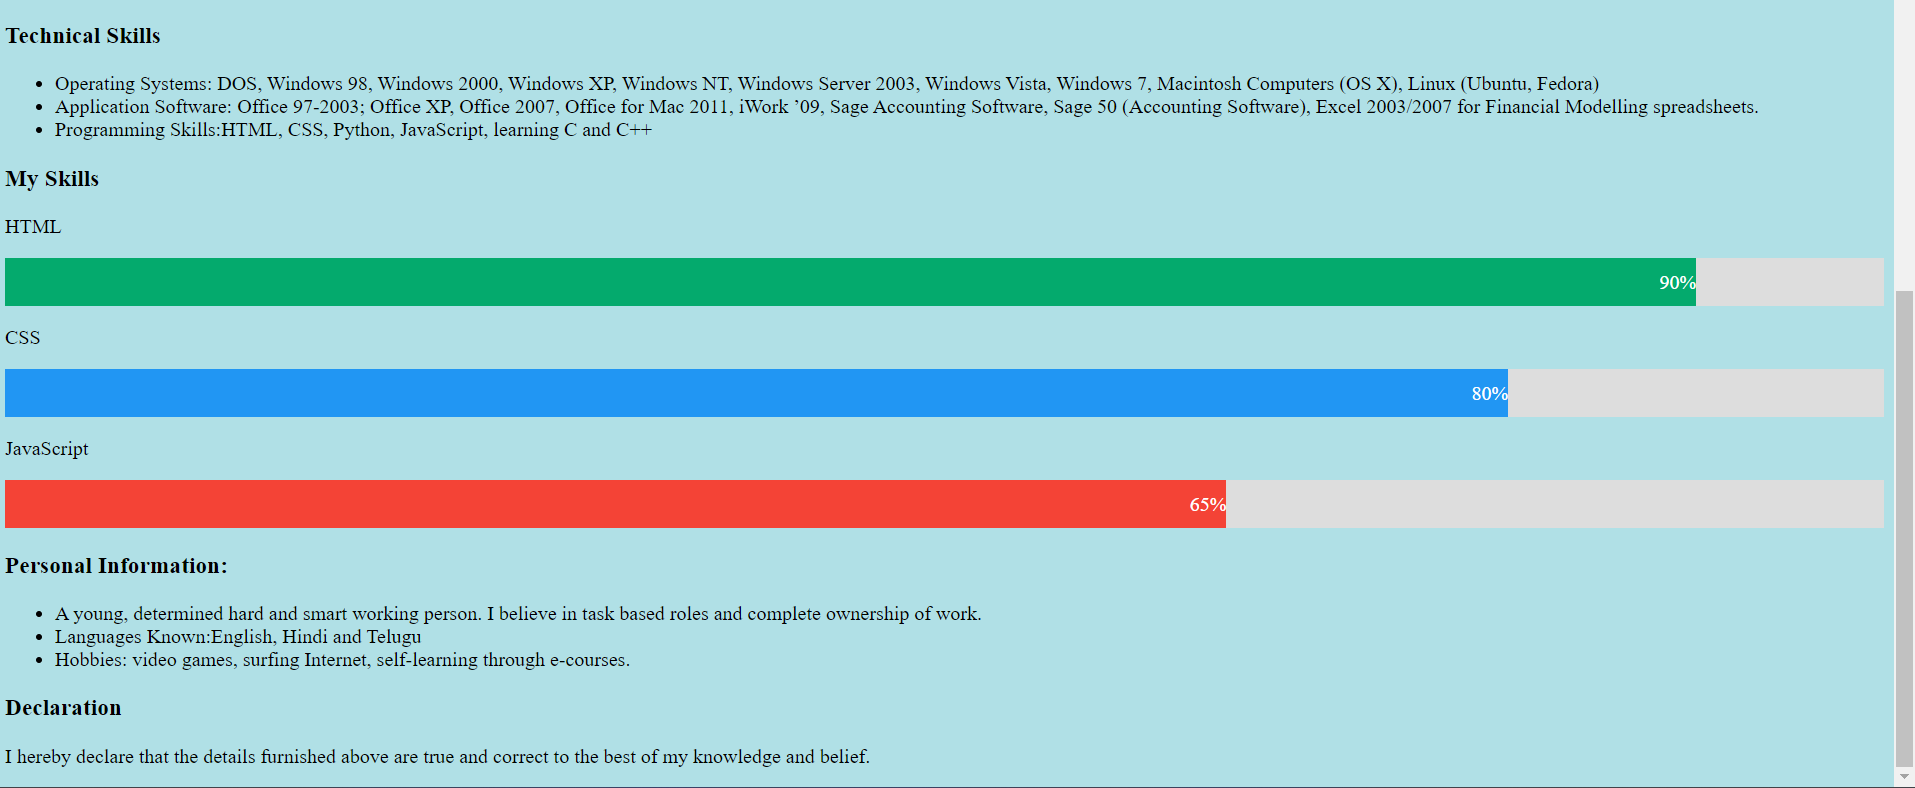 Technical Skills
Operating Systems: DOS, Windows 98, Windows 2000, Windows XP, Windows NT, Windows Server 2003, Windows Vista, Windows 7, Macintosh Computers (OS X), Linux (Ubuntu, Fedora)
Application Software: Office 97-2003; Office XP, Office 2007, Office for Mac 2011, iWork ’09, Sage Accounting Software, Sage 50 (Accounting Software), Excel 2003/2007 for Financial Modelling spreadsheets.
Programming Skills:HTML, CSS, Python, JavaScript, learning C and C++
My Skills
HTML
90%
CSS
80%
JavaScript
65%
Personal Information:
A young, determined hard and smart working person. I believe in task based roles and complete ownership of work.
Languages Known:English, Hindi and Telugu
Hobbies: video games, surfing Internet, self-learning through e-courses.
Declaration
I hereby declare that the details furnished above are true and correct to the best of my knowledge and belief.